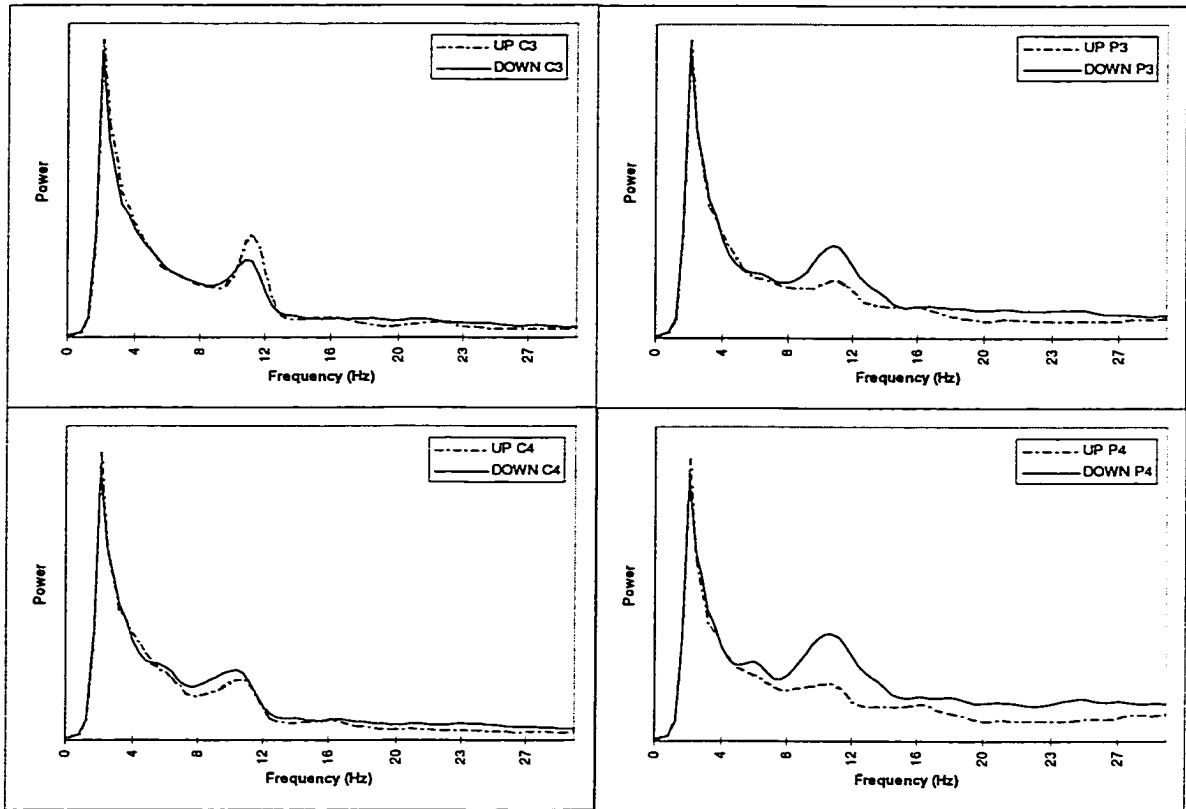 UP C3
DOWN C3
Power
0 4 8 12 16 20 23 27
Frequency (Hz)
UP P3
DOWN P3
Power
0 4 8 12 16 20 23 27
Frequency (Hz)
UP C4
DOWN C4
Power
0 4 8 12 16 20 23 27
Frequency (Hz)
UP P4
DOWN P4
Power
0 4 8 12 16 20 23 27
Frequency (Hz)